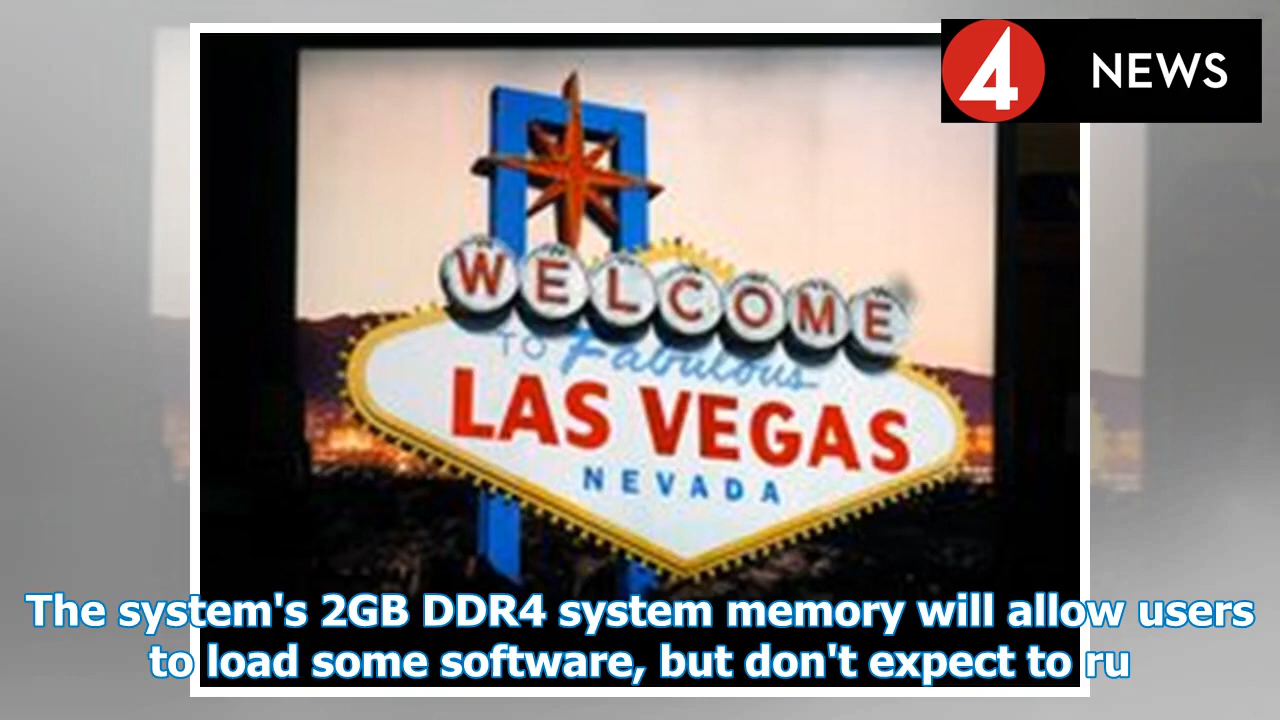 4 NEWS
WELCOME
TO Fabulous
LAS VEGAS
NEVADA
The system's 2GB DDR4 system memory will allow users
to load some software, but don't expect to ru